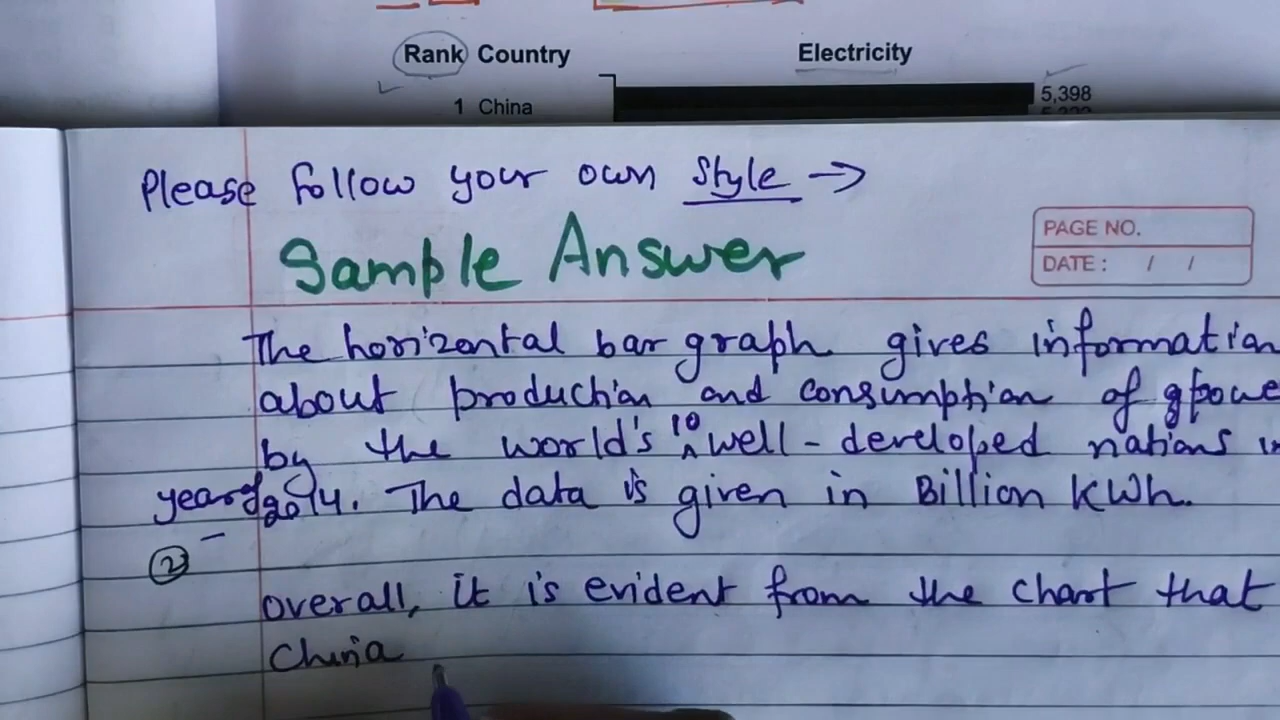 Rank Country Electricity
1 China 5,398
Please follow your own style →
Sample Answer
PAGE NO.
DATE : / /
The horizontal bar graph gives information
about production and consumption of powe
by the world's 10 well-developed nations in
year 2014. The data is given in Billion KWh.
②
overall, it is evident from the chart that
China